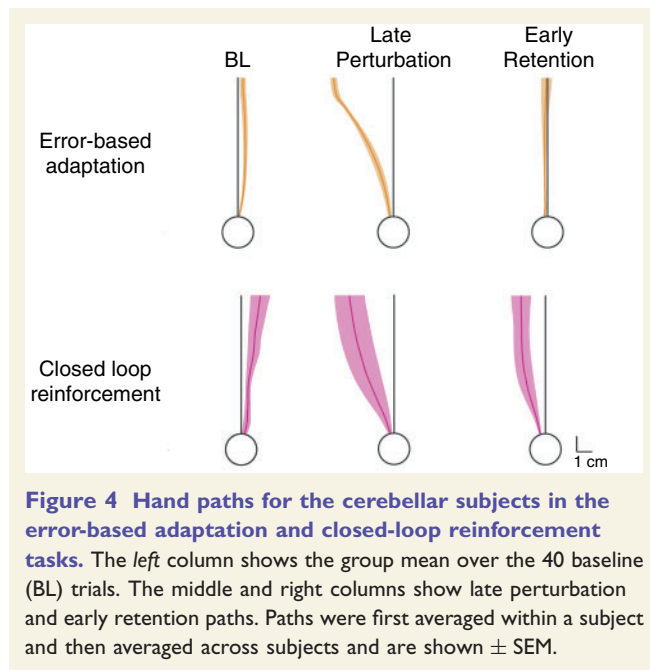 BL
Late
Perturbation
Early
Retention
Error-based
adaptation
Closed loop
reinforcement
1 cm
Figure 4 Hand paths for the cerebellar subjects in the
error-based adaptation and closed-loop reinforcement
tasks. The left column shows the group mean over the 40 baseline
(BL) trials. The middle and right columns show late perturbation
and early retention paths. Paths were first averaged within a subject
and then averaged across subjects and are shown ± SEM.